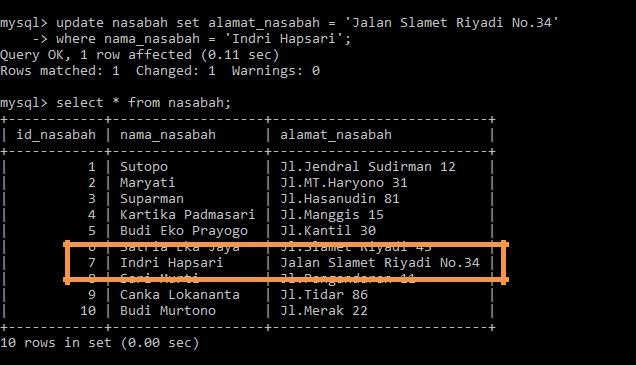 mysql> update nasabah set alamat_nasabah = 'Jalan Slamet Riyadi No.34'
    -> where nama_nasabah = 'Indri Hapsari';
Query OK, 1 row affected (0.11 sec)
Rows matched: 1  Changed: 1  Warnings: 0

mysql> select * from nasabah;
+------------+-------------------+---------------------------+
| id_nasabah | nama_nasabah      | alamat_nasabah            |
+------------+-------------------+---------------------------+
|          1 | Sutopo            | Jl.Jendral Sudirman 12    |
|          2 | Maryati           | Jl.MT.Haryono 31          |
|          3 | Suparman          | Jl.Hasanudin 81           |
|          4 | Kartika Padmasari | Jl.Manggis 15             |
|          5 | Budi Eko Prayogo  | Jl.Kantil 30              |
|          6 | Satria Eka Jaya   | Jl.Slamet Riyadi 45       |
|          7 | Indri Hapsari     | Jalan Slamet Riyadi No.34 |
|          8 | Sari Murti        | Jl.Pangandaran 11         |
|          9 | Canka Lokananta   | Jl.Tidar 86               |
|         10 | Budi Murtono      | Jl.Merak 22               |
+------------+-------------------+---------------------------+
10 rows in set (0.00 sec)